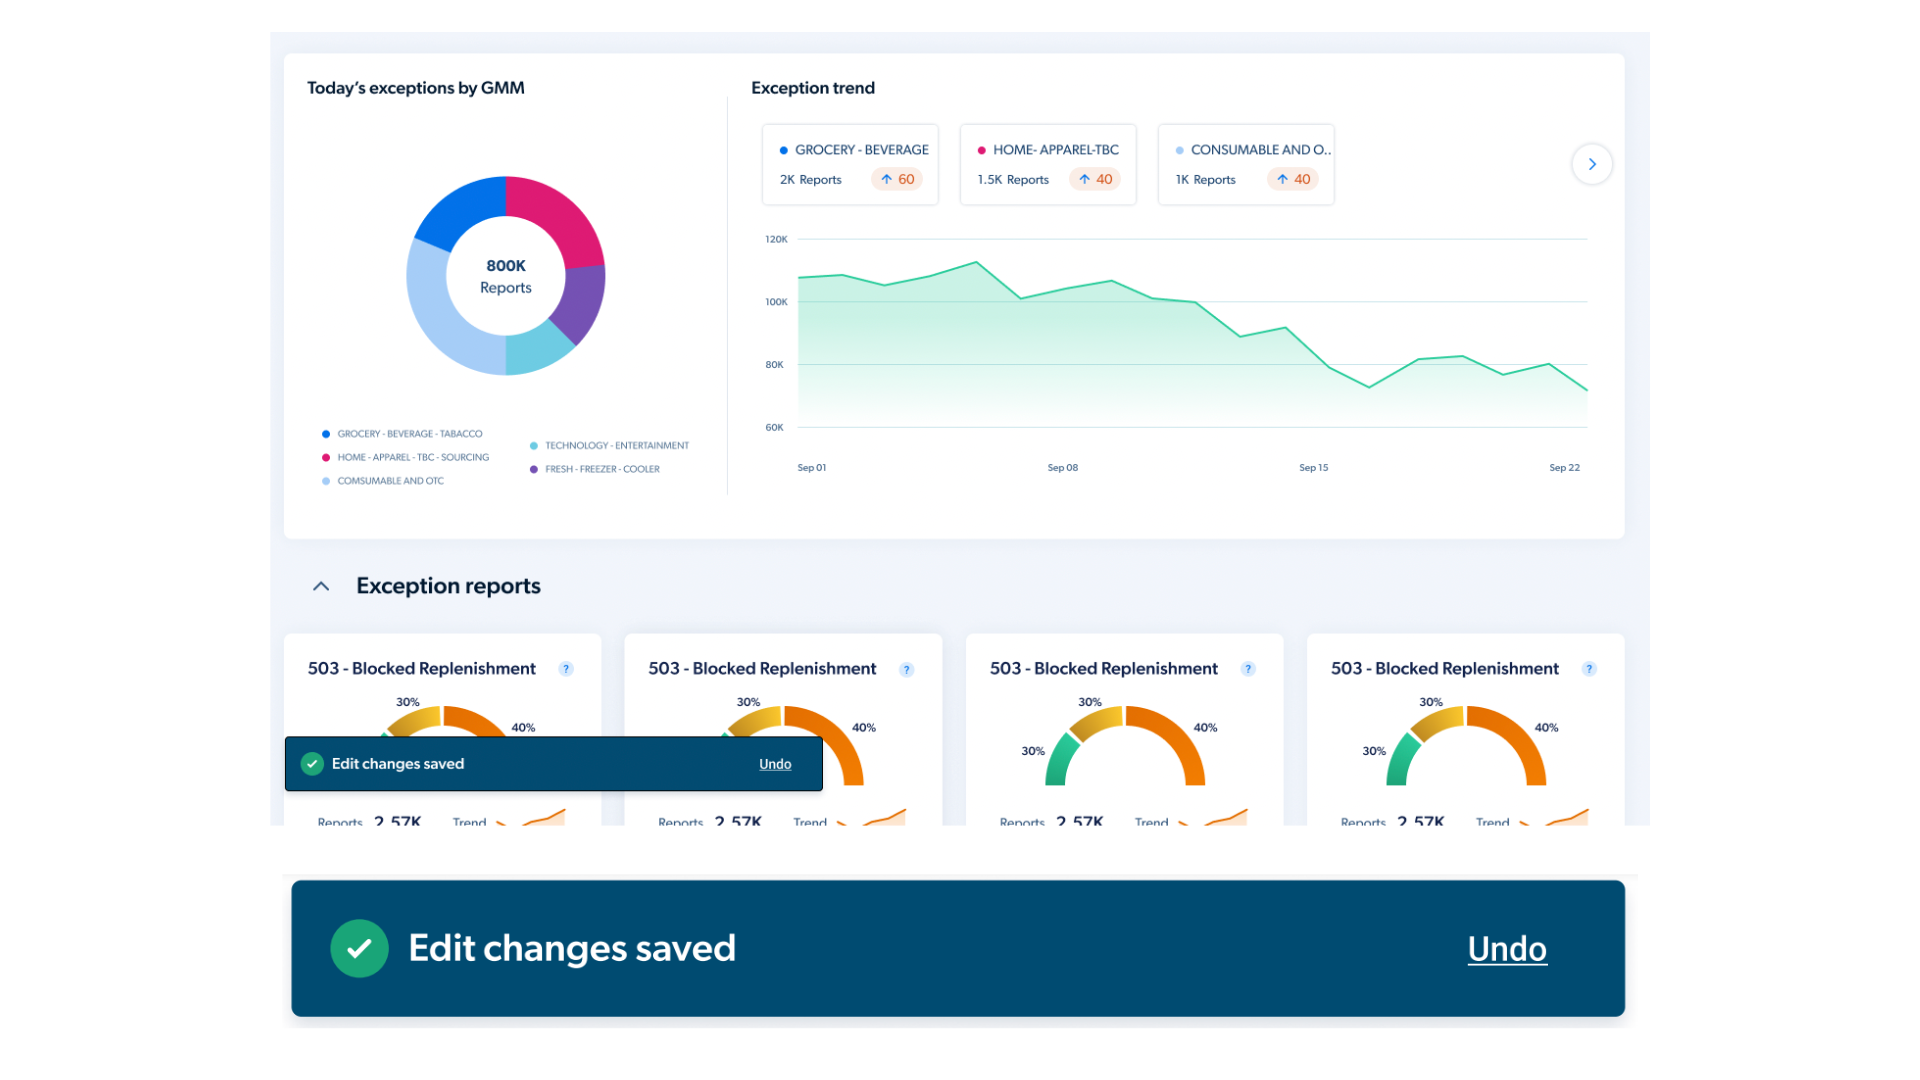 Today's exceptions by GMM
800K
Reports
GROCERY - BEVERAGE - TABACCO
HOME - APPAREL - TBC - SOURCING
COMSUMABLE AND OTC
TECHNOLOGY - ENTERTAINMENT
FRESH - FREEZER - COOLER
Exception trend
GROCERY - BEVERAGE
2K Reports ↑ 60
HOME- APPAREL-TBC
1.5K Reports ↑ 40
CONSUMABLE AND O..
1K Reports ↑ 40
120K
100K
80K
60K
Sep 01 Sep 08 Sep 15 Sep 22
Exception reports
503 - Blocked Replenishment ?
30%
40%
Reports 2.57K Trend
503 - Blocked Replenishment ?
30%
40%
Reports 2.57K Trend
503 - Blocked Replenishment ?
30%
40%
30%
Reports 2.57K Trend
503 - Blocked Replenishment ?
30%
40%
30%
Reports 2.57K Trend
Edit changes saved Undo
Edit changes saved Undo